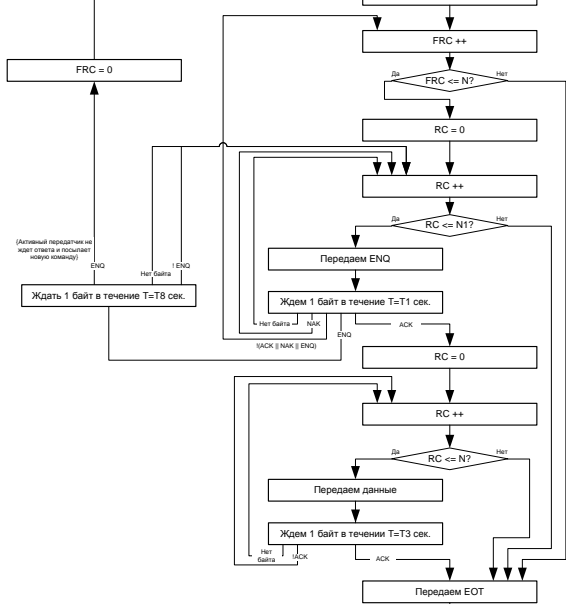 FRC ++
FRC = 0
Да
FRC <= N?
Нет
RC = 0
RC ++
Да
RC <= N1?
Нет
(Активный передатчик не
ждет ответа и посылает
новую команду)
ENQ
! ENQ
Нет байта
Передаем ENQ
Ждать 1 байт в течение T=T8 сек.
Ждем 1 байт в течение T=T1 сек.
Нет байта
NAK
ACK
ENQ
!(ACK || NAK || ENQ)
RC = 0
RC ++
Да
RC <= N?
Нет
Передаем данные
Ждем 1 байт в течении T=T3 сек.
Нет
байта
!ACK
ACK
Передаем EOT